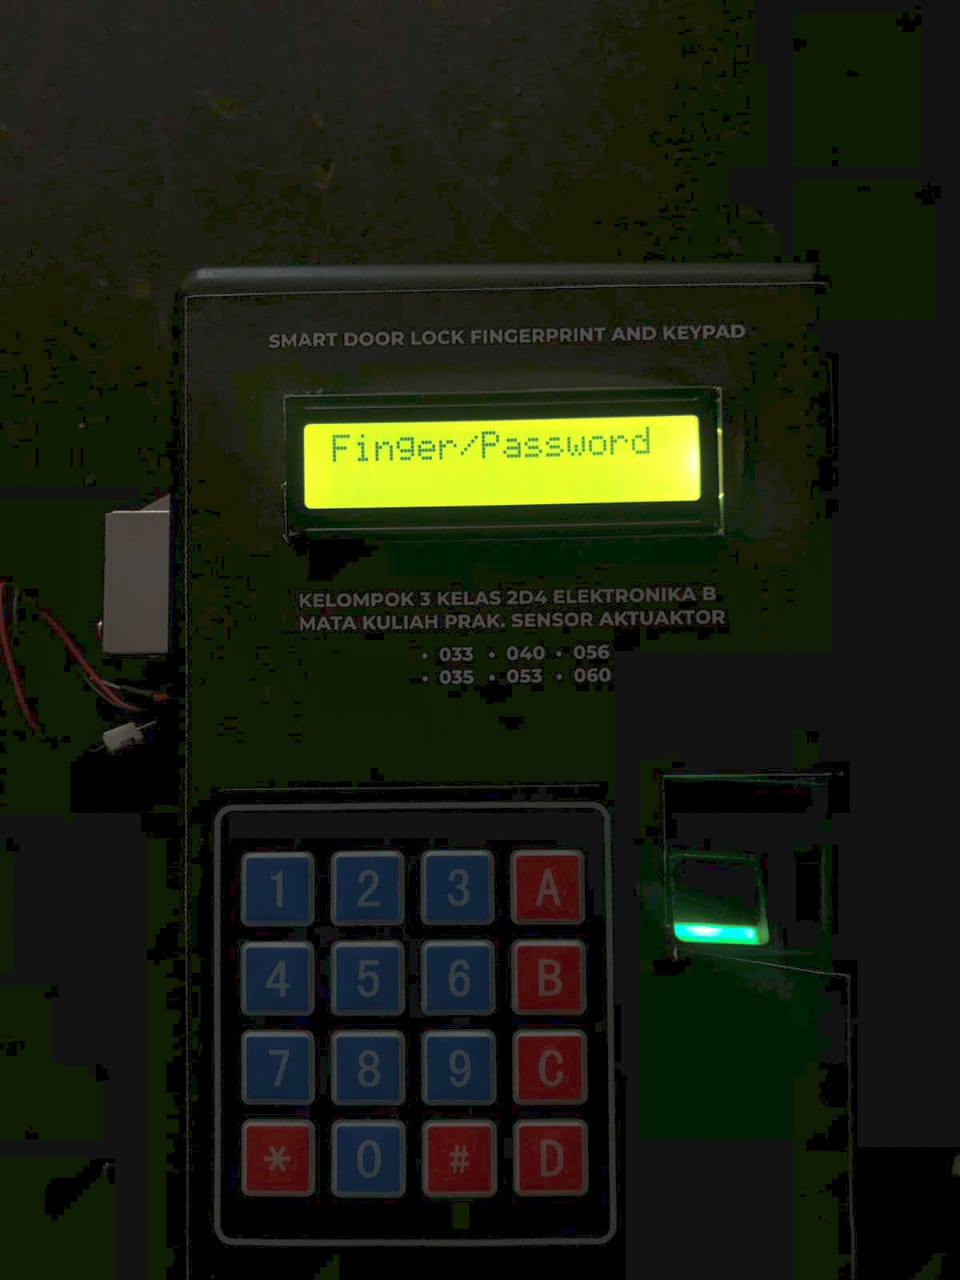 SMART DOOR LOCK FINGERPRINT AND KEYPAD
Finger/Password
KELOMPOK 3 KELAS 2D4 ELEKTRONIKA B
MATA KULIAH PRAK. SENSOR AKTUAKTOR
• 033 • 040 • 056
• 035 • 053 • 060
1 2 3 A
4 5 6 B
7 8 9 C
* 0 # D